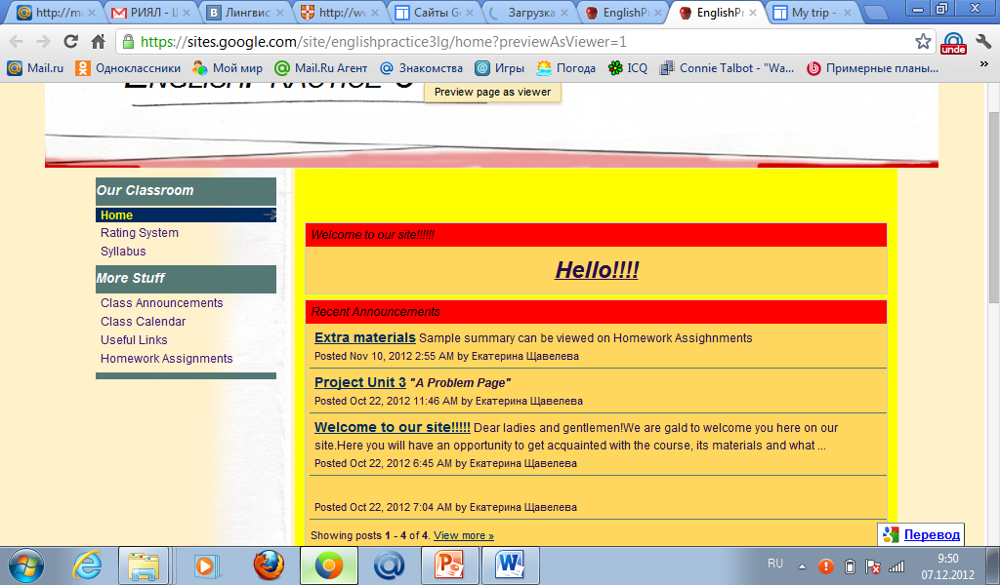 http://ma
РИЯЛ - Ц
Лингвис
http://ww
Сайты Go
Загрузка
EnglishPr
EnglishPr
My trip -
https://sites.google.com/site/englishpractice3lg/home?previewAsViewer=1
unde
Mail.ru
Одноклассники
Мой мир
Mail.Ru Агент
Знакомства
Игры
Погода
ICQ
Connie Talbot - "Wa...
Примерные планы...
»
Preview page as viewer
Our Classroom
Home
Rating System
Syllabus
More Stuff
Class Announcements
Class Calendar
Useful Links
Homework Assignments
Welcome to our site!!!!!!
Hello!!!!
Recent Announcements
Extra materials Sample summary can be viewed on Homework Assighnments
Posted Nov 10, 2012 2:55 AM by Екатерина Щавелева
Project Unit 3 "A Problem Page"
Posted Oct 22, 2012 11:46 AM by Екатерина Щавелева
Welcome to our site!!!!! Dear ladies and gentlemen!We are gald to welcome you here on our
site.Here you will have an opportunity to get acquainted with the course, its materials and what ...
Posted Oct 22, 2012 6:45 AM by Екатерина Щавелева
Posted Oct 22, 2012 7:04 AM by Екатерина Щавелева
Showing posts 1 - 4 of 4. View more »
Перевод
RU
9:50
07.12.2012